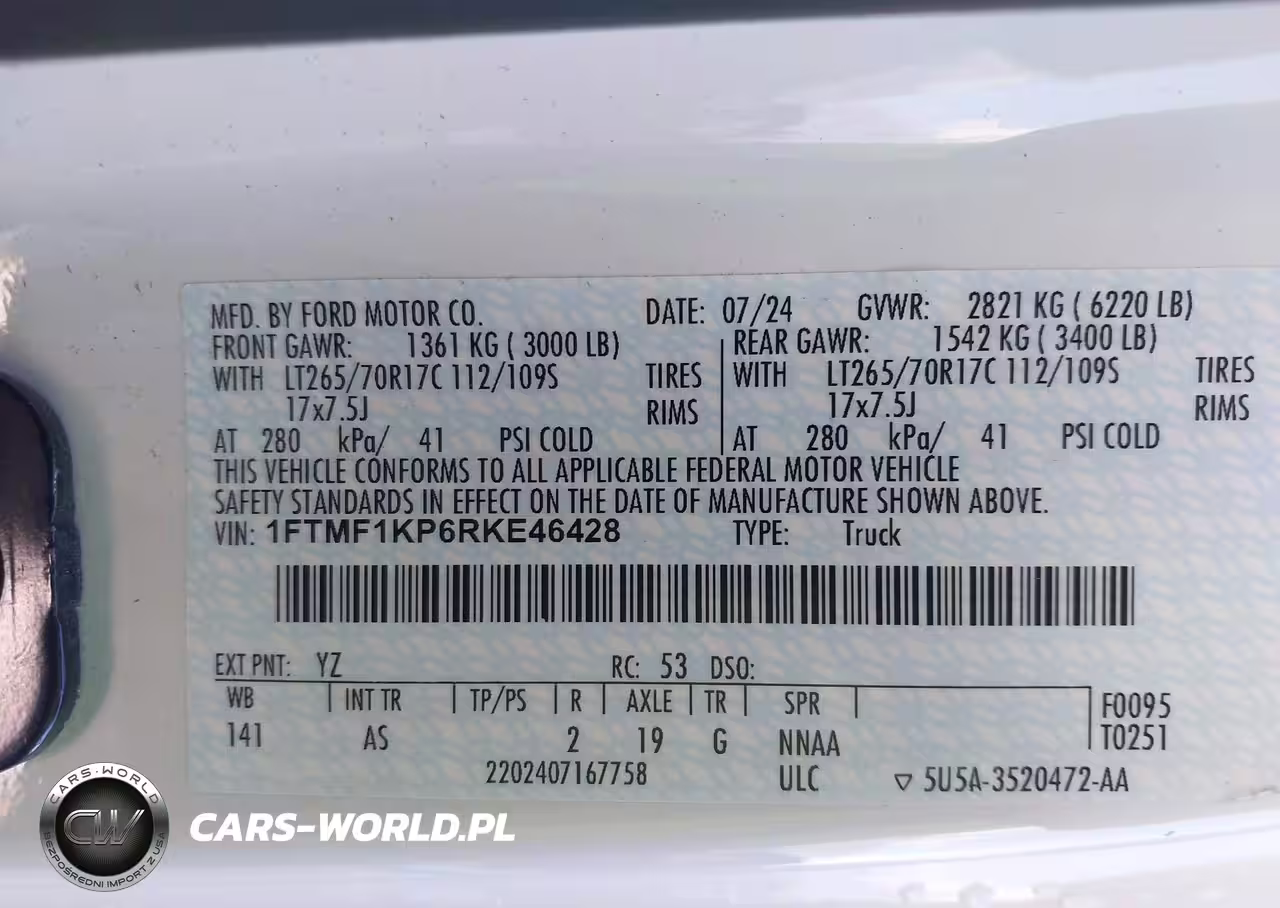 MFD. BY FORD MOTOR CO. DATE: 07/24 GVWR: 2821 KG ( 6220 LB)
FRONT GAWR: 1361 KG ( 3000 LB) REAR GAWR: 1542 KG ( 3400 LB)
WITH LT265/70R17C 112/109S TIRES WITH LT265/70R17C 112/109S TIRES
17x7.5J RIMS 17x7.5J RIMS
AT 280 kPa/ 41 PSI COLD AT 280 kPa/ 41 PSI COLD
THIS VEHICLE CONFORMS TO ALL APPLICABLE FEDERAL MOTOR VEHICLE
SAFETY STANDARDS IN EFFECT ON THE DATE OF MANUFACTURE SHOWN ABOVE.
VIN: 1FTMF1KP6RKE46428 TYPE: Truck
EXT PNT: YZ RC: 53 DSO:
WB INT TR TP/PS R AXLE TR SPR F0095
141 AS 2 19 G NNAA T0251
2202407167758 ULC ▽ 5U5A-3520472-AA
CARS-WORLD
CW
BEZPOŚREDNI IMPORT Z USA
CARS-WORLD.PL